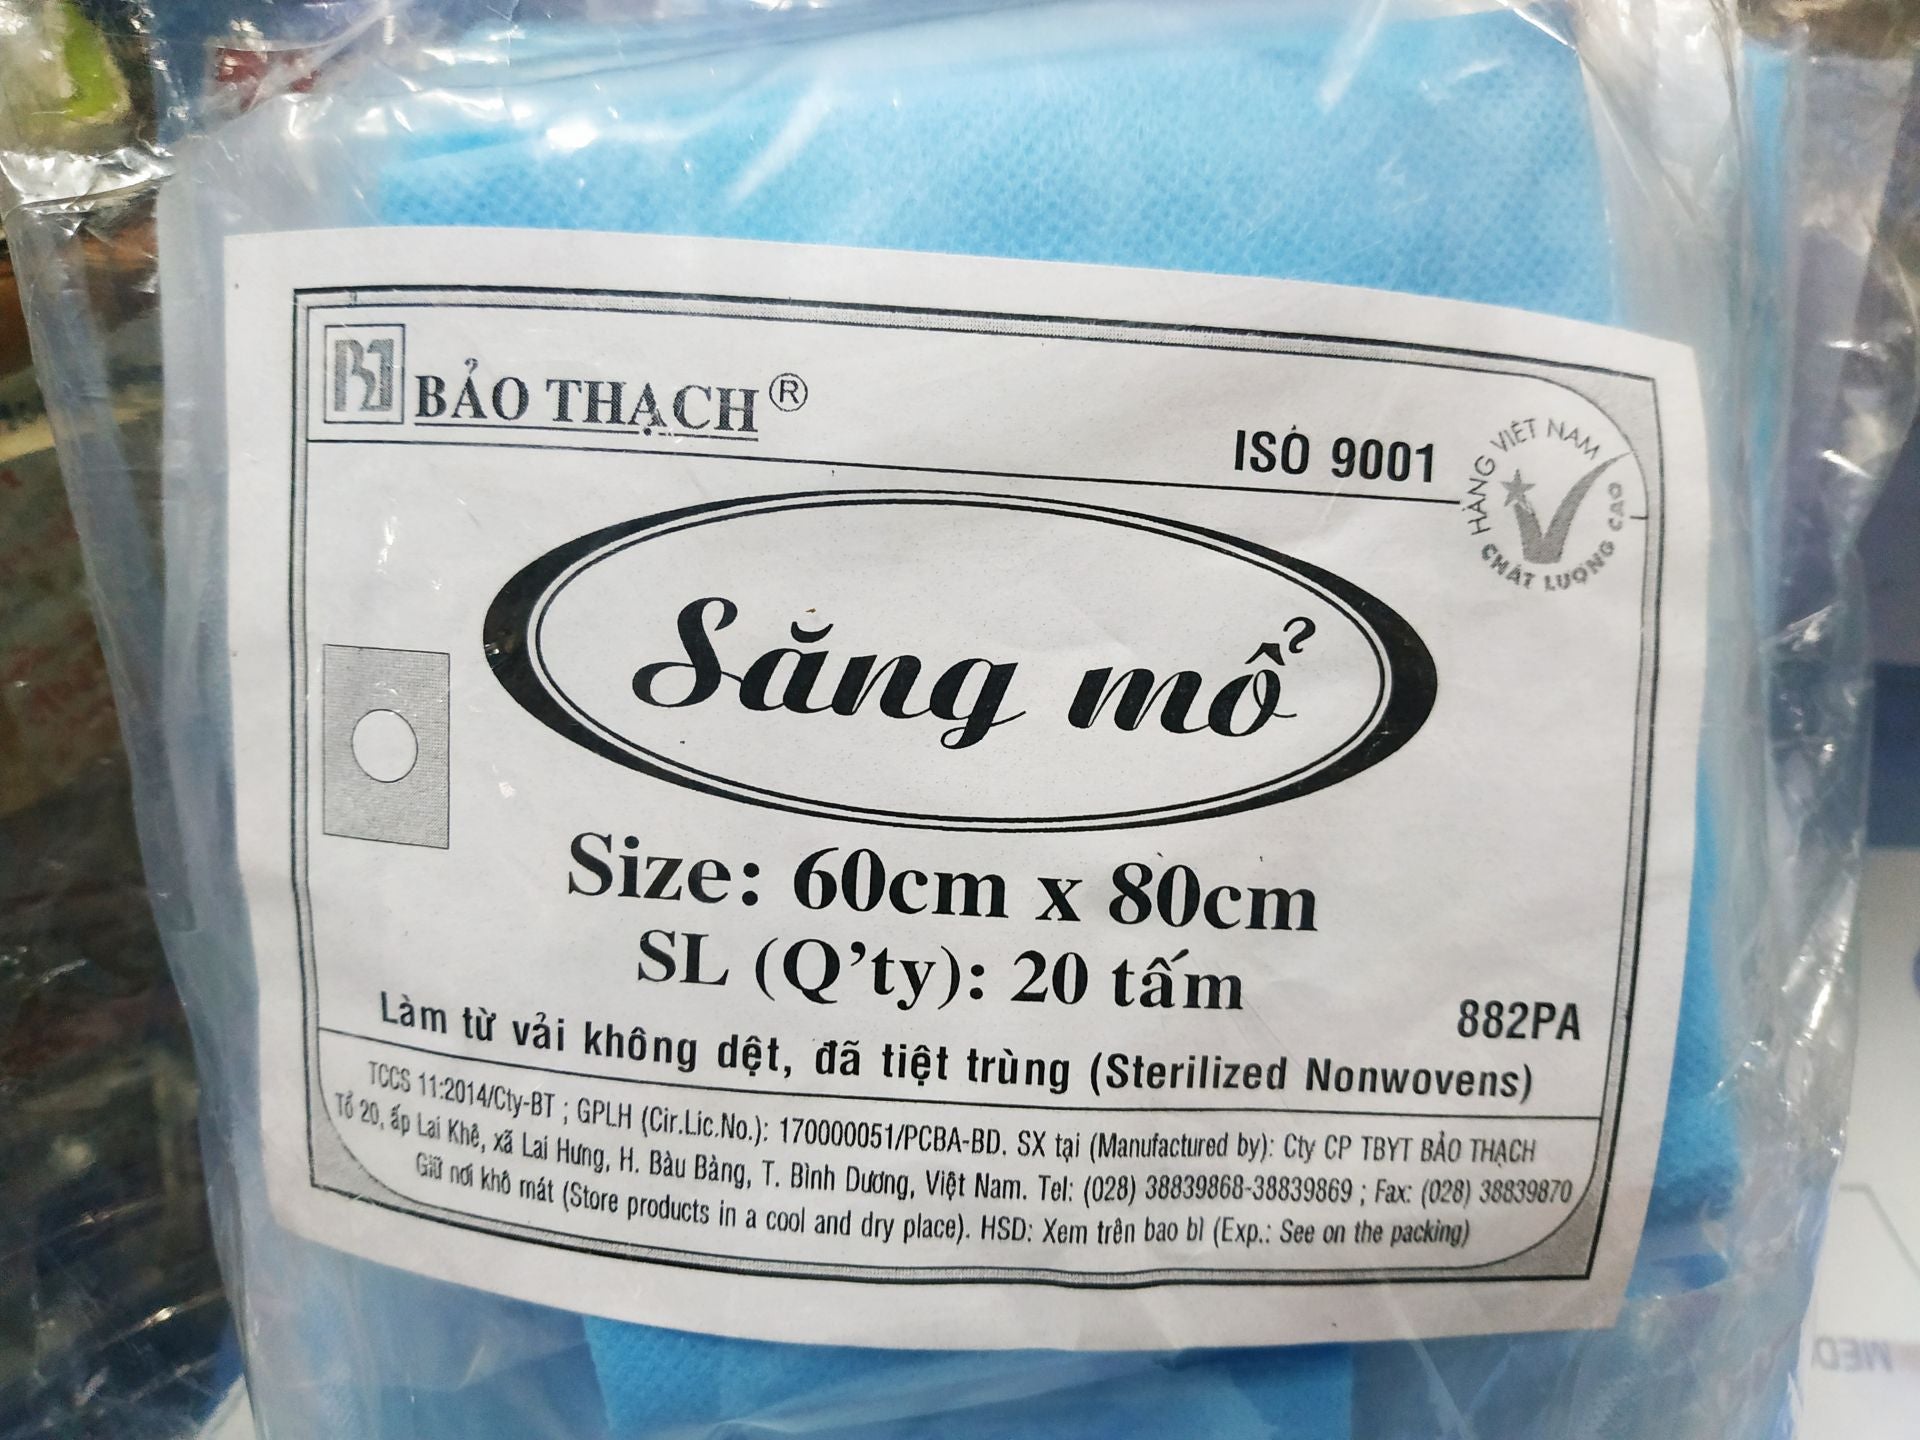 BẢO THẠCH®
ISO 9001
HÀNG VIỆT NAM
CHẤT LƯỢNG CAO
Săng mổ
Size: 60cm x 80cm
SL (Q'ty): 20 tấm
882PA
Làm từ vải không dệt, đã tiệt trùng (Sterilized Nonwovens)
TCCS 11:2014/Cty-BT ; GPLH (Cir.Lic.No.): 170000051/PCBA-BD. SX tại (Manufactured by): Cty CP TBYT BẢO THẠCH
Tổ 20, ấp Lai Khê, xã Lai Hưng, H. Bàu Bàng, T. Bình Dương, Việt Nam. Tel: (028) 38839868-38839869 ; Fax: (028) 38839870
Giữ nơi khô mát (Store products in a cool and dry place). HSD: Xem trên bao bì (Exp.: See on the packing)